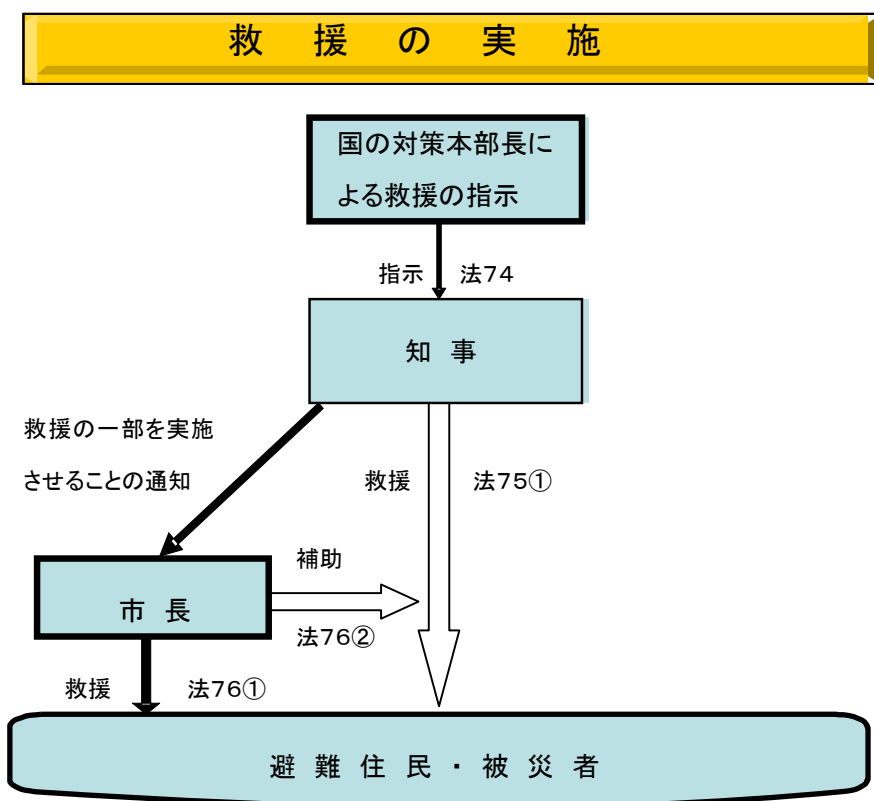 救援の実施
国の対策本部長に
よる救援の指示
指示 法74
知事
救援の一部を実施
させることの通知
救援 法75①
補助
市長
法76②
救援 法76①
避難住民・被災者